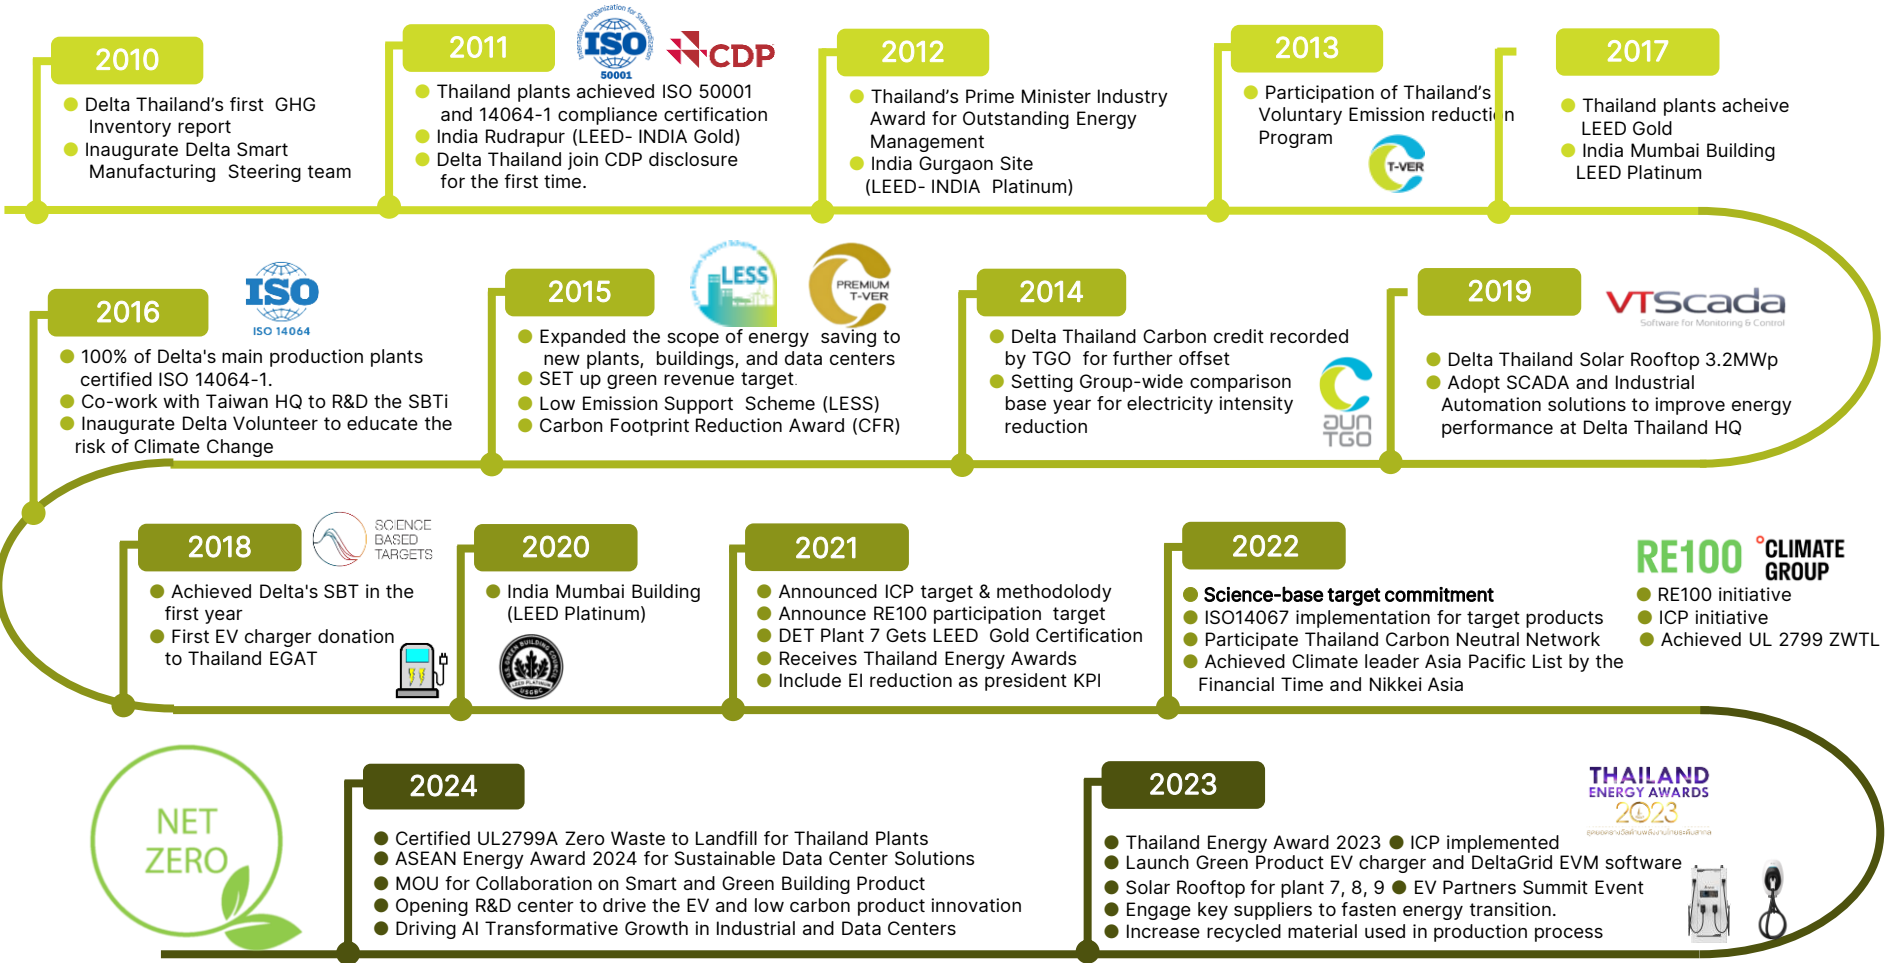 2010
Delta Thailand's first GHG
Inventory report
Inaugurate Delta Smart
Manufacturing Steering team
2011
International Organization for Standardization
ISO
50001
CDP
Thailand plants achieved ISO 50001
and 14064-1 compliance certification
India Rudrapur (LEED- INDIA Gold)
Delta Thailand join CDP disclosure
for the first time.
2012
Thailand's Prime Minister Industry
Award for Outstanding Energy
Management
India Gurgaon Site
(LEED- INDIA Platinum)
2013
Participation of Thailand's
Voluntary Emission reduction
Program
T-VER
2017
Thailand plants acheive
LEED Gold
India Mumbai Building
LEED Platinum
2016
ISO
ISO 14064
100% of Delta's main production plants
certified ISO 14064-1.
Co-work with Taiwan HQ to R&D the SBTi
Inaugurate Delta Volunteer to educate the
risk of Climate Change
2015
Low Emission Support Scheme
LESS
PREMIUM
T-VER
Expanded the scope of energy saving to
new plants, buildings, and data centers
SET up green revenue target.
Low Emission Support Scheme (LESS)
Carbon Footprint Reduction Award (CFR)
2014
Delta Thailand Carbon credit recorded
by TGO for further offset
Setting Group-wide comparison
base year for electricity intensity
reduction
TGO
2019
VTScada
Software for Monitoring & Control
Delta Thailand Solar Rooftop 3.2MWp
Adopt SCADA and Industrial
Automation solutions to improve energy
performance at Delta Thailand HQ
2018
SCIENCE
BASED
TARGETS
Achieved Delta's SBT in the
first year
First EV charger donation
to Thailand EGAT
2020
India Mumbai Building
(LEED Platinum)
U.S. GREEN BUILDING COUNCIL
LEED PLATINUM
USGBC
2021
Announced ICP target & methodolody
Announce RE100 participation target
DET Plant 7 Gets LEED Gold Certification
Receives Thailand Energy Awards
Include EI reduction as president KPI
2022
Science-base target commitment
ISO14067 implementation for target products
Participate Thailand Carbon Neutral Network
Achieved Climate leader Asia Pacific List by the
Financial Time and Nikkei Asia
RE100 °CLIMATE
GROUP
RE100 initiative
ICP initiative
Achieved UL 2799 ZWTL
NET
ZERO
2024
Certified UL2799A Zero Waste to Landfill for Thailand Plants
ASEAN Energy Award 2024 for Sustainable Data Center Solutions
MOU for Collaboration on Smart and Green Building Product
Opening R&D center to drive the EV and low carbon product innovation
Driving AI Transformative Growth in Industrial and Data Centers
2023
THAILAND
ENERGY AWARDS
2023
Thailand Energy Award 2023 ICP implemented
Launch Green Product EV charger and DeltaGrid EVM software
Solar Rooftop for plant 7, 8, 9 EV Partners Summit Event
Engage key suppliers to fasten energy transition.
Increase recycled material used in production process